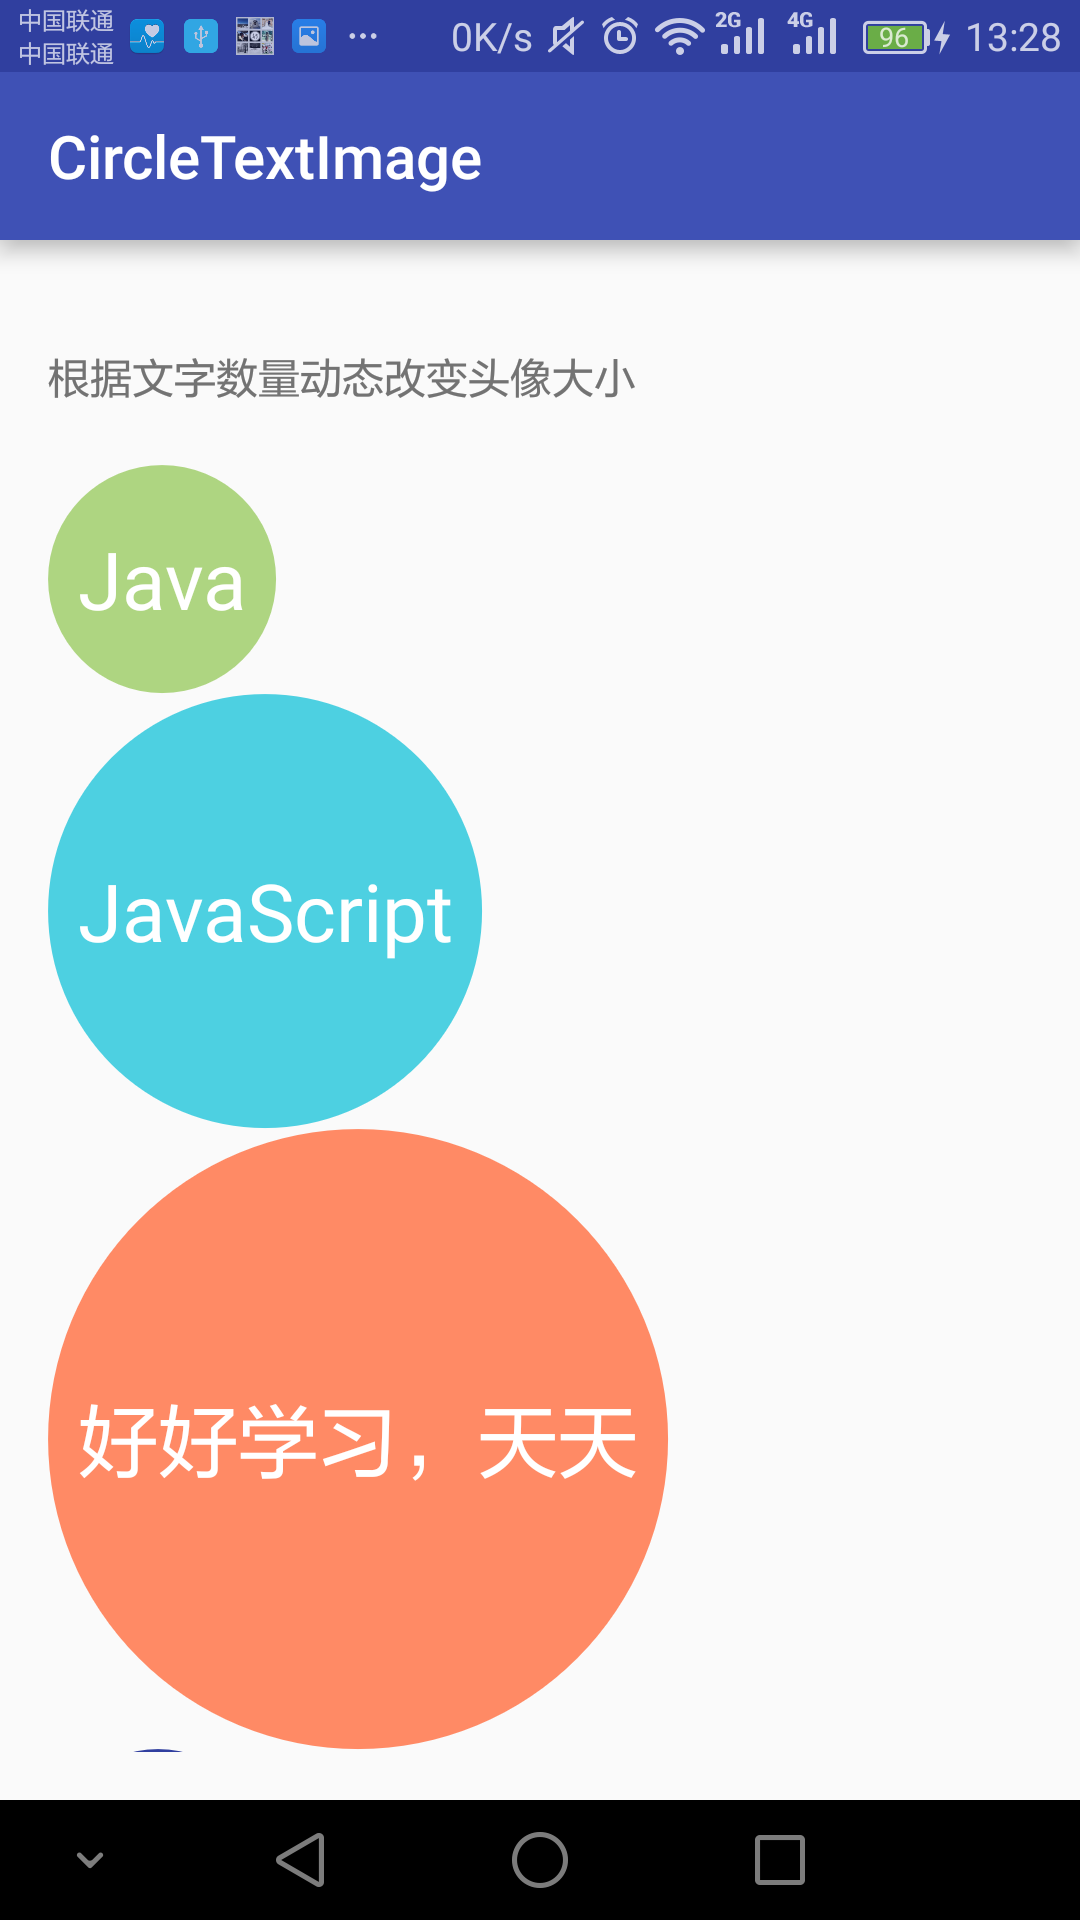 中国联通
中国联通
0K/s 2G 4G 96 13:28
CircleTextImage
根据文字数量动态改变头像大小
Java
JavaScript
好好学习，天天